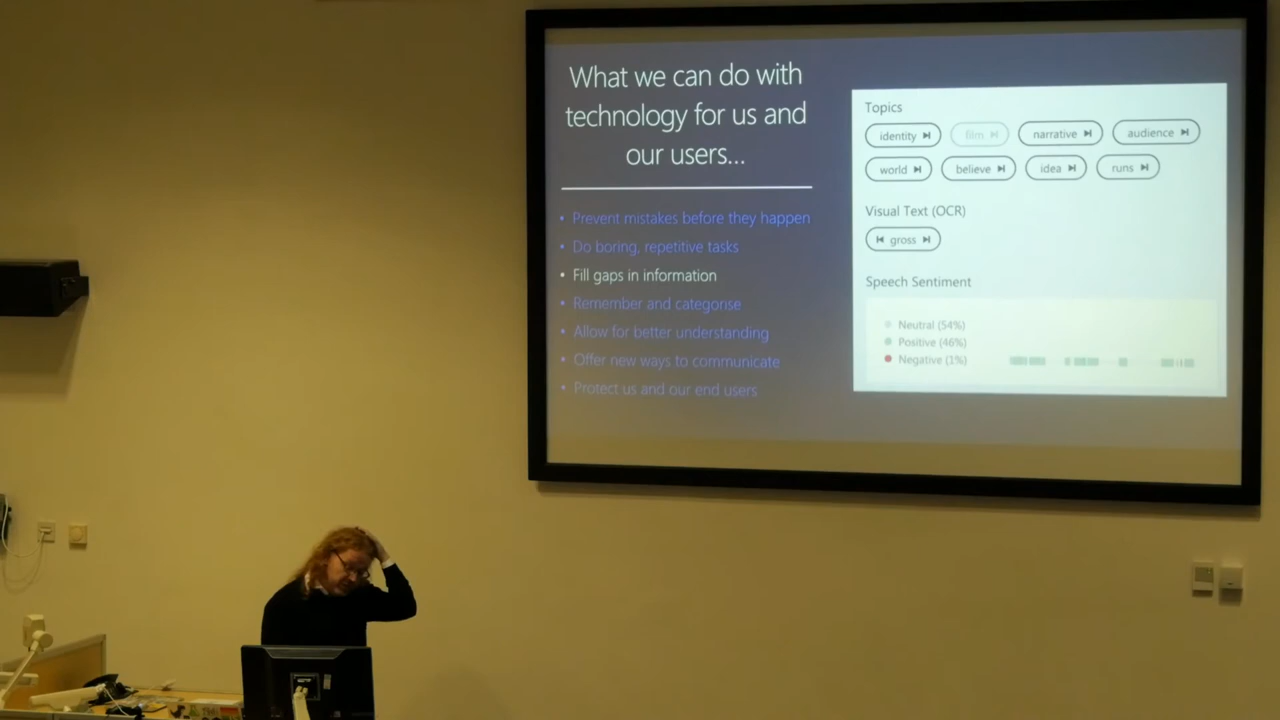 What we can do with
technology for us and
our users...
• Prevent mistakes before they happen
• Do boring, repetitive tasks
• Fill gaps in information
• Remember and categorise
• Allow for better understanding
• Offer new ways to communicate
• Protect us and our end users
Topics
identity film narrative audience
world believe idea runs
Visual Text (OCR)
gross
Speech Sentiment
Neutral (54%)
Positive (46%)
Negative (1%)